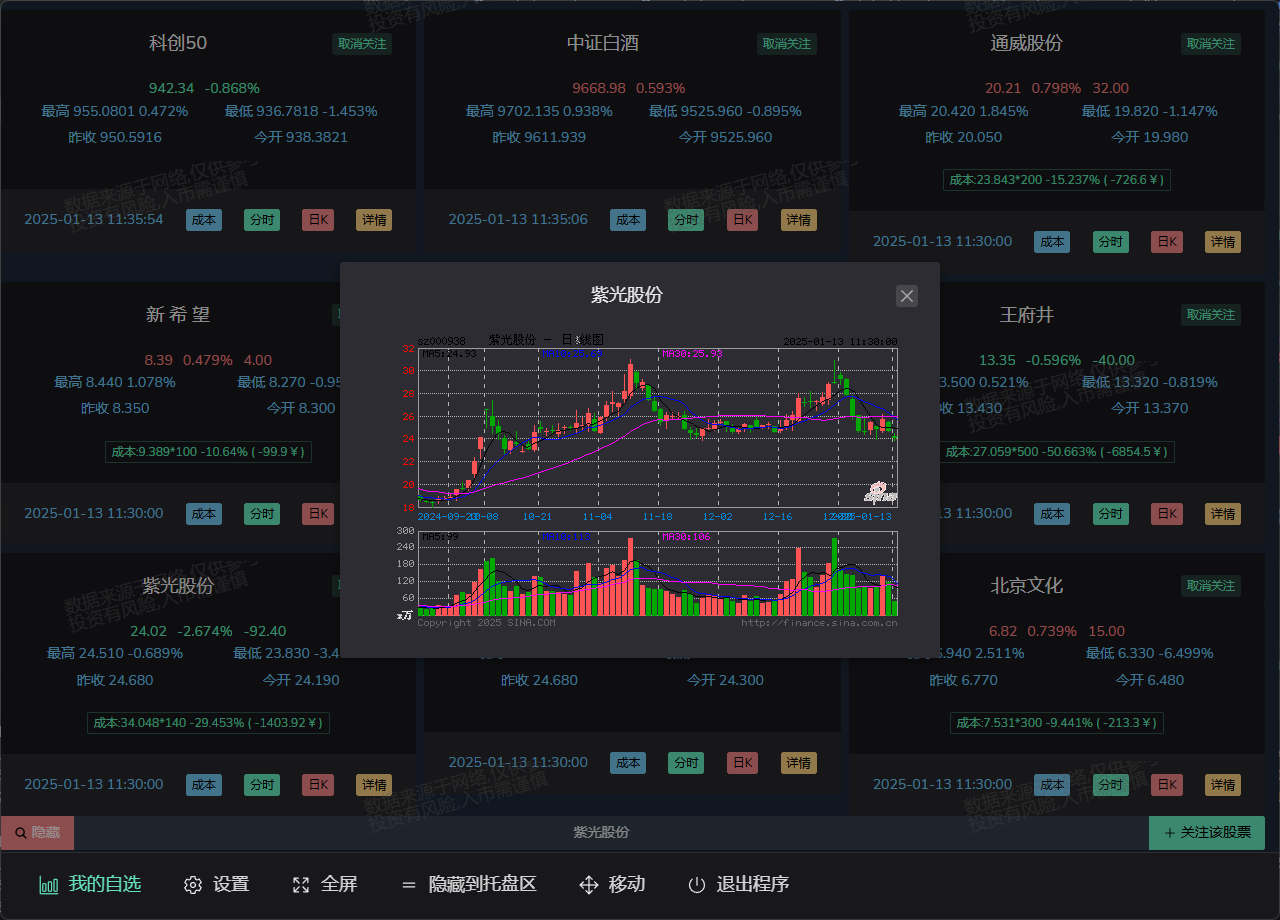 科创50 取消关注
942.34 -0.868%
最高 955.0801 0.472% 最低 936.7818 -1.453%
昨收 950.5916 今开 938.3821
2025-01-13 11:35:54 成本 分时 日K 详情
中证白酒 取消关注
9668.98 0.593%
最高 9702.135 0.938% 最低 9525.960 -0.895%
昨收 9611.939 今开 9525.960
2025-01-13 11:35:06 成本 分时 日K 详情
通威股份 取消关注
20.21 0.798% 32.00
最高 20.420 1.845% 最低 19.820 -1.147%
昨收 20.050 今开 19.980
成本:23.843*200 -15.237% ( -726.6 ¥ )
2025-01-13 11:30:00 成本 分时 日K 详情
新 希 望
8.39 0.479% 4.00
最高 8.440 1.078% 最低 8.270 -0.95
昨收 8.350 今开 8.300
成本:9.389*100 -10.64% ( -99.9 ¥ )
2025-01-13 11:30:00 成本 分时 日K
王府井 取消关注
13.35 -0.596% -40.00
3.500 0.521% 最低 13.320 -0.819%
收 13.430 今开 13.370
成本:27.059*500 -50.663% ( -6854.5 ¥ )
13 11:30:00 成本 分时 日K 详情
紫光股份
sz000938 紫光股份 — 日K线图 2025-01-13 11:30:00
MA5:24.93 MA30:25.93
32
30
28
26
24
22
20
18
10-21 11-04 11-18 12-02 12-16
300
240
180
120
60
x万
MA5:99 MA10:113 MA30:106
Copyright 2025 SINA.COM http://finance.sina.com.cn
紫光股份
24.02 -2.674% -92.40
最高 24.510 -0.689% 最低 23.830 -3.4
昨收 24.680 今开 24.190
成本:34.048*140 -29.453% ( -1403.92 ¥ )
2025-01-13 11:30:00 成本 分时 日K 详情
昨收 24.680 今开 24.300
2025-01-13 11:30:00 成本 分时 日K 详情
北京文化 取消关注
6.82 0.739% 15.00
6.940 2.511% 最低 6.330 -6.499%
昨收 6.770 今开 6.480
成本:7.531*300 -9.441% ( -213.3 ¥ )
2025-01-13 11:30:00 成本 分时 日K 详情
数据来源于网络,仅供参
投资有风险,入市需谨慎
隐藏 紫光股份 + 关注该股票
我的自选 设置 全屏 隐藏到托盘区 移动 退出程序